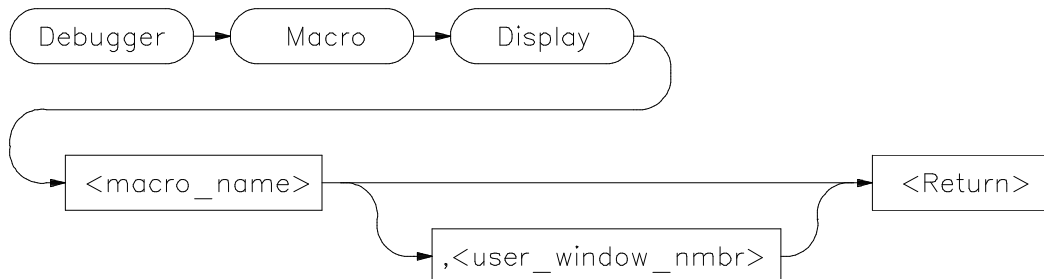 Debugger Macro Display
<macro_name> <Return>
,<user_window_nmbr>